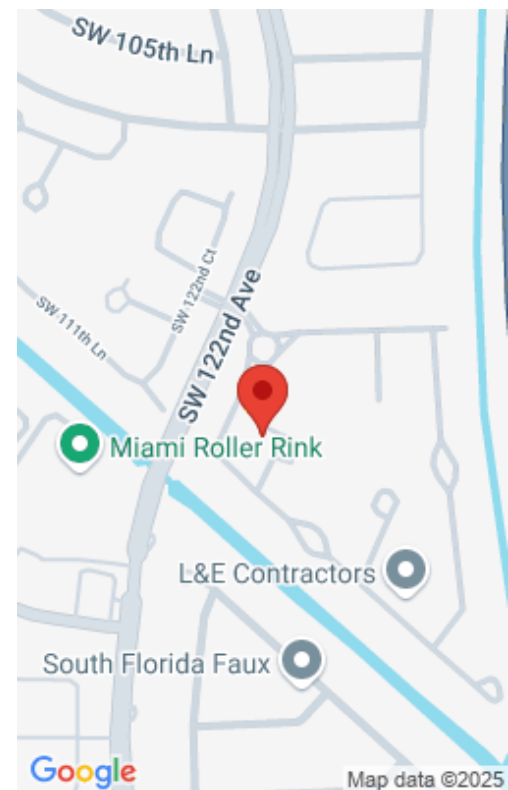 SW 105th Ln
SW 122nd Ct
SW 122nd Ave
SW 111th Ln
Miami Roller Rink
L&E Contractors
South Florida Faux
Google
Map data ©2025